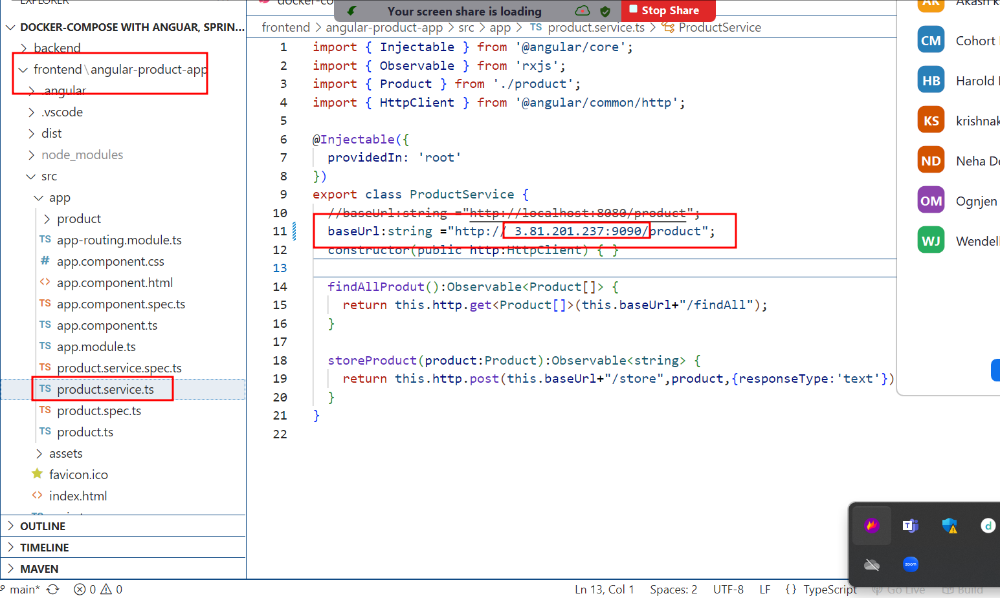 EXPLORER
docker-co
Your screen share is loading
Stop Share
DOCKER-COMPOSE WITH ANGUAR, SPRIN...
backend
frontend\angular-product-app
.angular
.vscode
dist
node_modules
src
app
product
TS app-routing.module.ts
# app.component.css
<> app.component.html
TS app.component.spec.ts
TS app.component.ts
TS app.module.ts
TS product.service.spec.ts
TS product.service.ts
TS product.spec.ts
TS product.ts
assets
favicon.ico
<> index.html
OUTLINE
TIMELINE
MAVEN
frontend > angular-product-app > src > app > TS product.service.ts > ProductService
1 import { Injectable } from '@angular/core';
2 import { Observable } from 'rxjs';
3 import { Product } from './product';
4 import { HttpClient } from '@angular/common/http';
5
6 @Injectable({
7 providedIn: 'root'
8 })
9 export class ProductService {
10 //baseUrl:string ="http://localhost:8080/product";
11 baseUrl:string ="http:// 3.81.201.237:9090/product";
12 constructor(public http:HttpClient) { }
13
14 findAllProdut():Observable<Product[]> {
15 return this.http.get<Product[]>(this.baseUrl+"/findAll");
16 }
17
18 storeProduct(product:Product):Observable<string> {
19 return this.http.post(this.baseUrl+"/store",product,{responseType:'text'})
20 }
21 }
22
AK Akash k
CM Cohort
HB Harold
KS krishnak
ND Neha De
OM Ognjen
WJ Wendell
zoom
main* 0 0
Ln 13, Col 1 Spaces: 2 UTF-8 LF {} TypeScript Go Live Build